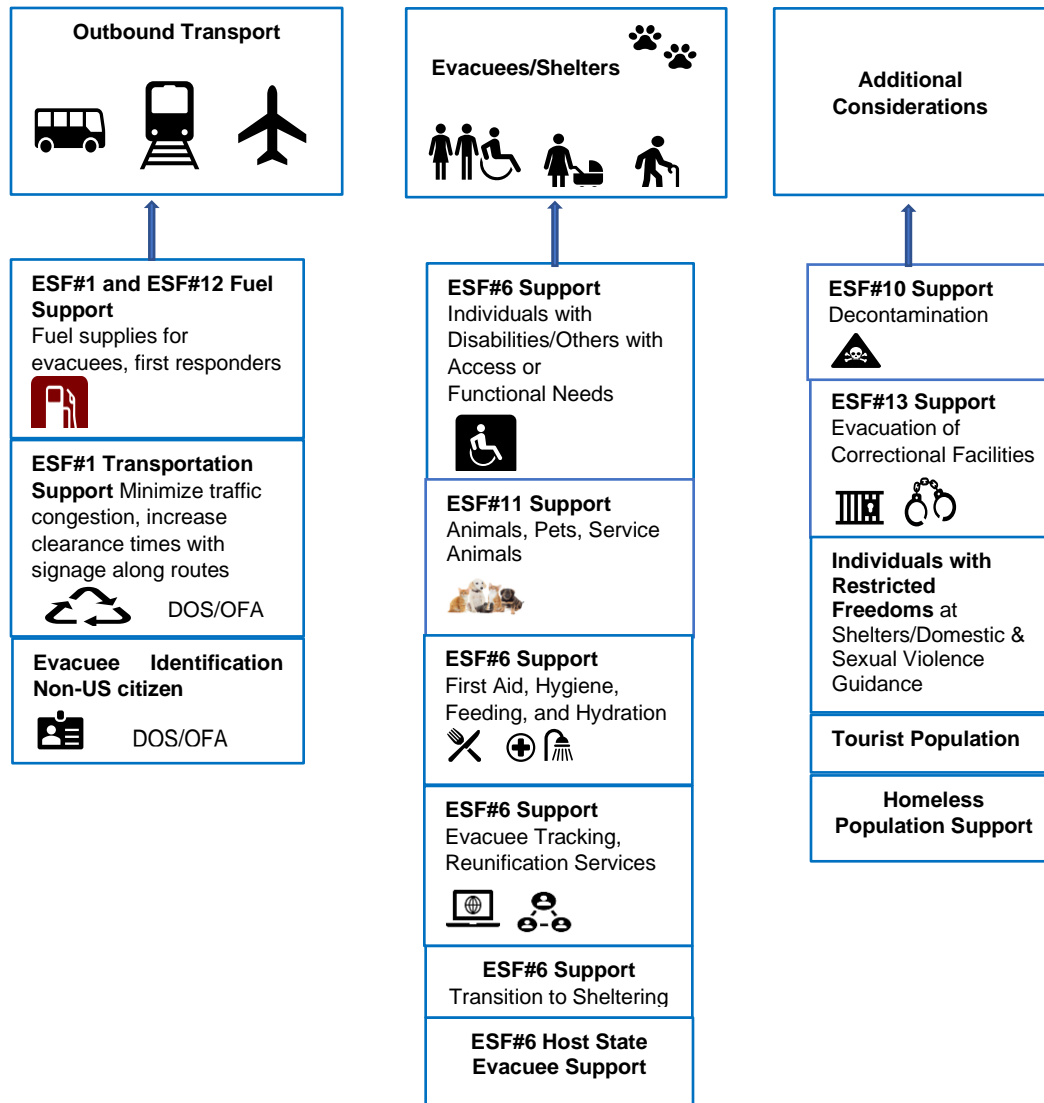 Outbound Transport
ESF#1 and ESF#12 Fuel
Support
Fuel supplies for
evacuees, first responders
ESF#1 Transportation
Support Minimize traffic
congestion, increase
clearance times with
signage along routes
DOS/OFA
Evacuee Identification
Non-US citizen
DOS/OFA
Evacuees/Shelters
ESF#6 Support
Individuals with
Disabilities/Others with
Access or
Functional Needs
ESF#11 Support
Animals, Pets, Service
Animals
ESF#6 Support
First Aid, Hygiene,
Feeding, and Hydration
ESF#6 Support
Evacuee Tracking,
Reunification Services
ESF#6 Support
Transition to Sheltering
ESF#6 Host State
Evacuee Support
Additional
Considerations
ESF#10 Support
Decontamination
ESF#13 Support
Evacuation of
Correctional Facilities
Individuals with
Restricted
Freedoms at
Shelters/Domestic &
Sexual Violence
Guidance
Tourist Population
Homeless
Population Support